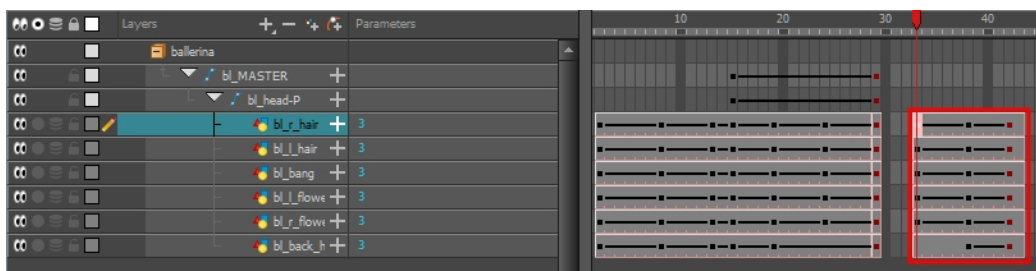 Layers Parameters 10 20 30 40
ballerina
bl_MASTER
bl_head-P
bl_r_hair 3
bl_l_hair 3
bl_bang 3
bl_l_flowe 3
bl_r_flowe 3
bl_back_h 3